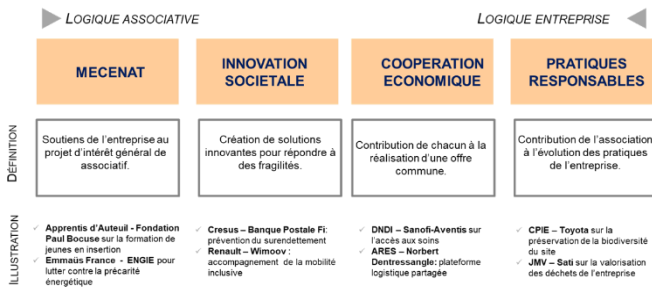 LOGIQUE ASSOCIATIVE
LOGIQUE ENTREPRISE
MECENAT
INNOVATION
SOCIETALE
COOPERATION
ECONOMIQUE
PRATIQUES
RESPONSABLES
DÉFINITION
Soutiens de l'entreprise au
projet d'intérêt général de
associatif.
Création de solutions
innovantes pour répondre à
des fragilités.
Contribution de chacun à la
réalisation d'une offre
commune.
Contribution de l'association
à l'évolution des pratiques
de l'entreprise.
ILLUSTRATION
✓ Apprentis d'Auteuil - Fondation
Paul Bocuse sur la formation de
jeunes en insertion
✓ Emmaüs France - ENGIE pour
lutter contre la précarité
énergétique
✓ Cresus – Banque Postale Fi:
prévention du surendettement
✓ Renault – Wimoov :
accompagnement de la mobilité
inclusive
✓ DNDI – Sanofi-Aventis sur
l'accès aux soins
✓ ARES – Norbert
Dentressangle: plateforme
logistique partagée
✓ CPIE – Toyota sur la
préservation de la biodiversité
du site
✓ JMV – Sati sur la valorisation
des déchets de l'entreprise